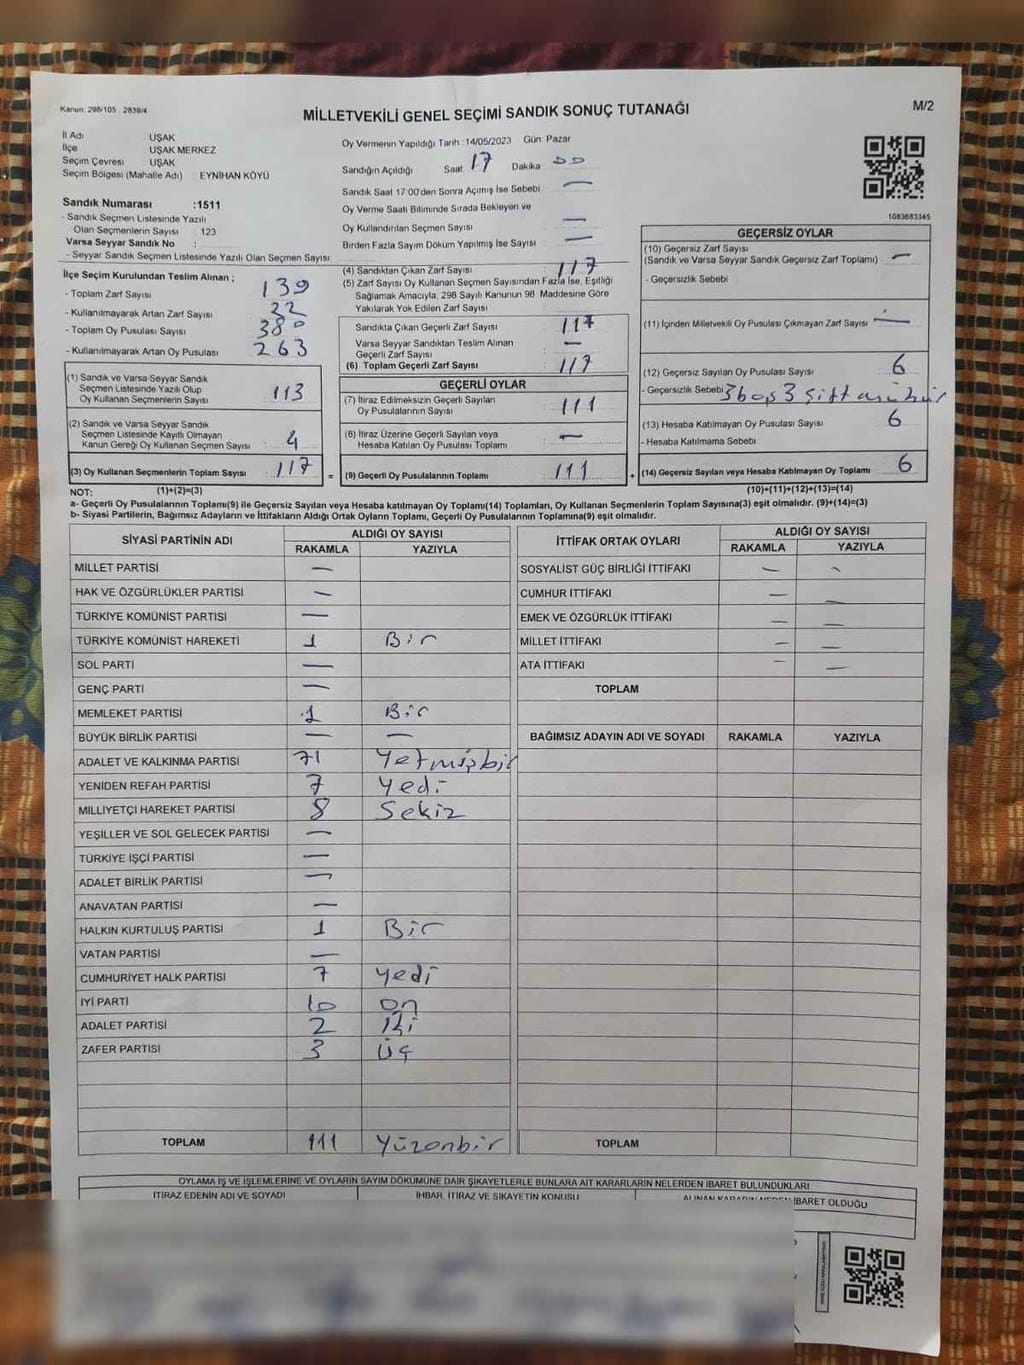 Kanun: 298/105 , 2839/4
MİLLETVEKİLİ GENEL SEÇİMİ SANDIK SONUÇ TUTANAĞI
M/2
İl Adı UŞAK
İlçe UŞAK MERKEZ
Seçim Çevresi : UŞAK
Seçim Bölgesi (Mahalle Adı) : EYNİHAN KÖYÜ
Sandık Numarası :1511
- Sandık Seçmen Listesinde Yazılı
Olan Seçmenlerin Sayısı : 123
Varsa Seyyar Sandık No :
- Seyyar Sandık Seçmen Listesinde Yazılı Olan Seçmen Sayısı :
Oy Vermenin Yapıldığı Tarih :14/05/2023 Gün: Pazar
Sandığın Açıldığı Saat 17 Dakika 00
Sandık Saat 17:00'den Sonra Açımış İse Sebebi : —
Oy Verme Saati Bitiminde Sırada Bekleyen ve
Oy Kullandırılan Seçmen Sayısı : —
Birden Fazla Sayım Döküm Yapılmış İse Sayısı : —
1083683345
İlçe Seçim Kurulundan Teslim Alınan ;
- Toplam Zarf Sayısı : 139
- Kullanılmayarak Artan Zarf Sayısı : 22
- Toplam Oy Pusulası Sayısı : 380
- Kullanılmayarak Artan Oy Pusulası : 263
(1) Sandık ve Varsa Seyyar Sandık
Seçmen Listesinde Yazılı Olup
Oy Kullanan Seçmenlerin Sayısı : 113
(2) Sandık ve Varsa Seyyar Sandık
Seçmen Listesinde Kayıtlı Olmayan
Kanun Gereği Oy Kullanan Seçmen Sayısı : 4
(3) Oy Kullanan Seçmenlerin Toplam Sayısı : 117
(4) Sandıktan Çıkan Zarf Sayısı : 117
(5) Zarf Sayısı Oy Kullanan Seçmen Sayısından Fazla İse, Eşitliği
Sağlamak Amacıyla, 298 Sayılı Kanunun 98. Maddesine Göre
Yakılarak Yok Edilen Zarf Sayısı :
Sandıkta Çıkan Geçerli Zarf Sayısı : 117
Varsa Seyyar Sandıktan Teslim Alınan
Geçerli Zarf Sayısı : —
(6) Toplam Geçerli Zarf Sayısı : 117
GEÇERLİ OYLAR
(7) İtiraz Edilmeksizin Geçerli Sayılan
Oy Pusulalarının Sayısı : 111
(8) İtiraz Üzerine Geçerli Sayılan veya
Hesaba Katılan Oy Pusulası Toplamı : —
= (9) Geçerli Oy Pusulalarının Toplamı : 111
GEÇERSİZ OYLAR
(10) Geçersiz Zarf Sayısı
(Sandık ve Varsa Seyyar Sandık Geçersiz Zarf Toplamı) : —
- Geçersizlik Sebebi :
(11) İçinden Milletvekili Oy Pusulası Çıkmayan Zarf Sayısı : —
(12) Geçersiz Sayılan Oy Pusulası Sayısı : 6
- Geçersizlik Sebebi : 3 boş 3 çift mühür
(13) Hesaba Katılmayan Oy Pusulası Sayısı : 6
- Hesaba Katılmama Sebebi :
+ (14) Geçersiz Sayılan veya Hesaba Katılmayan Oy Toplamı : 6
NOT: (1)+(2)=(3) (10)+(11)+(12)+(13)=(14)
a- Geçerli Oy Pusulalarının Toplamı(9) ile Geçersiz Sayılan veya Hesaba katılmayan Oy Toplamı(14) Toplamları, Oy Kullanan Seçmenlerin Toplam Sayısına(3) eşit olmalıdır. (9)+(14)=(3)
b- Siyasi Partilerin, Bağımsız Adayların ve İttifakların Aldığı Ortak Oyların Toplamı, Geçerli Oy Pusulalarının Toplamına(9) eşit olmalıdır.
SİYASİ PARTİNİN ADI ALDIĞI OY SAYISI
RAKAMLA YAZIYLA
MİLLET PARTİSİ —
HAK VE ÖZGÜRLÜKLER PARTİSİ —
TÜRKİYE KOMÜNİST PARTİSİ —
TÜRKİYE KOMÜNİST HAREKETİ 1 Bir
SOL PARTİ —
GENÇ PARTİ —
MEMLEKET PARTİSİ 1 Bir
BÜYÜK BİRLİK PARTİSİ — —
ADALET VE KALKINMA PARTİSİ 71 Yetmişbir
YENİDEN REFAH PARTİSİ 7 Yedi
MİLLİYETÇİ HAREKET PARTİSİ 8 Sekiz
YEŞİLLER VE SOL GELECEK PARTİSİ —
TÜRKİYE İŞÇİ PARTİSİ —
ADALET BİRLİK PARTİSİ —
ANAVATAN PARTİSİ —
HALKIN KURTULUŞ PARTİSİ 1 Bir
VATAN PARTİSİ —
CUMHURİYET HALK PARTİSİ 7 Yedi
İYİ PARTİ 10 On
ADALET PARTİSİ 2 İki
ZAFER PARTİSİ 3 Üç
TOPLAM 111 Yüzonbir
İTTİFAK ORTAK OYLARI ALDIĞI OY SAYISI
RAKAMLA YAZIYLA
SOSYALİST GÜÇ BİRLİĞİ İTTİFAKI — —
CUMHUR İTTİFAKI — —
EMEK VE ÖZGÜRLÜK İTTİFAKI — —
MİLLET İTTİFAKI — —
ATA İTTİFAKI — —
TOPLAM
BAĞIMSIZ ADAYIN ADI VE SOYADI RAKAMLA YAZIYLA
TOPLAM
OYLAMA İŞ VE İŞLEMLERİNE VE OYLARIN SAYIM DÖKÜMÜNE DAİR ŞİKAYETLERLE BUNLARA AİT KARARLARIN NELERDEN İBARET BULUNDUKLARI
İTİRAZ EDENİN ADI VE SOYADI İHBAR, İTİRAZ VE ŞİKAYETİN KONUSU ALINAN KARARIN NEDEN İBARET OLDUĞU